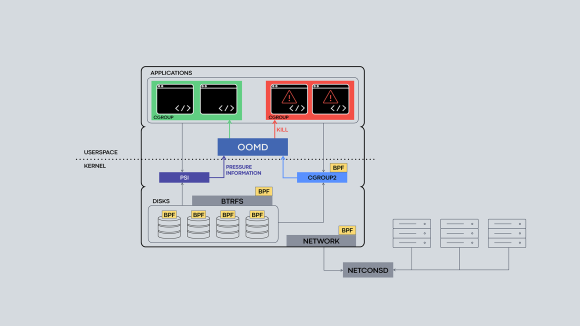 APPLICATIONS
</>
</>
</>
</>
CGROUP
CGROUP
KILL
OOMD
USERSPACE
KERNEL
PRESSURE
INFORMATION
BPF
PSI
CGROUP2
BPF
DISKS
BTRFS
BPF
BPF
BPF
BPF
BPF
NETWORK
NETCONSD